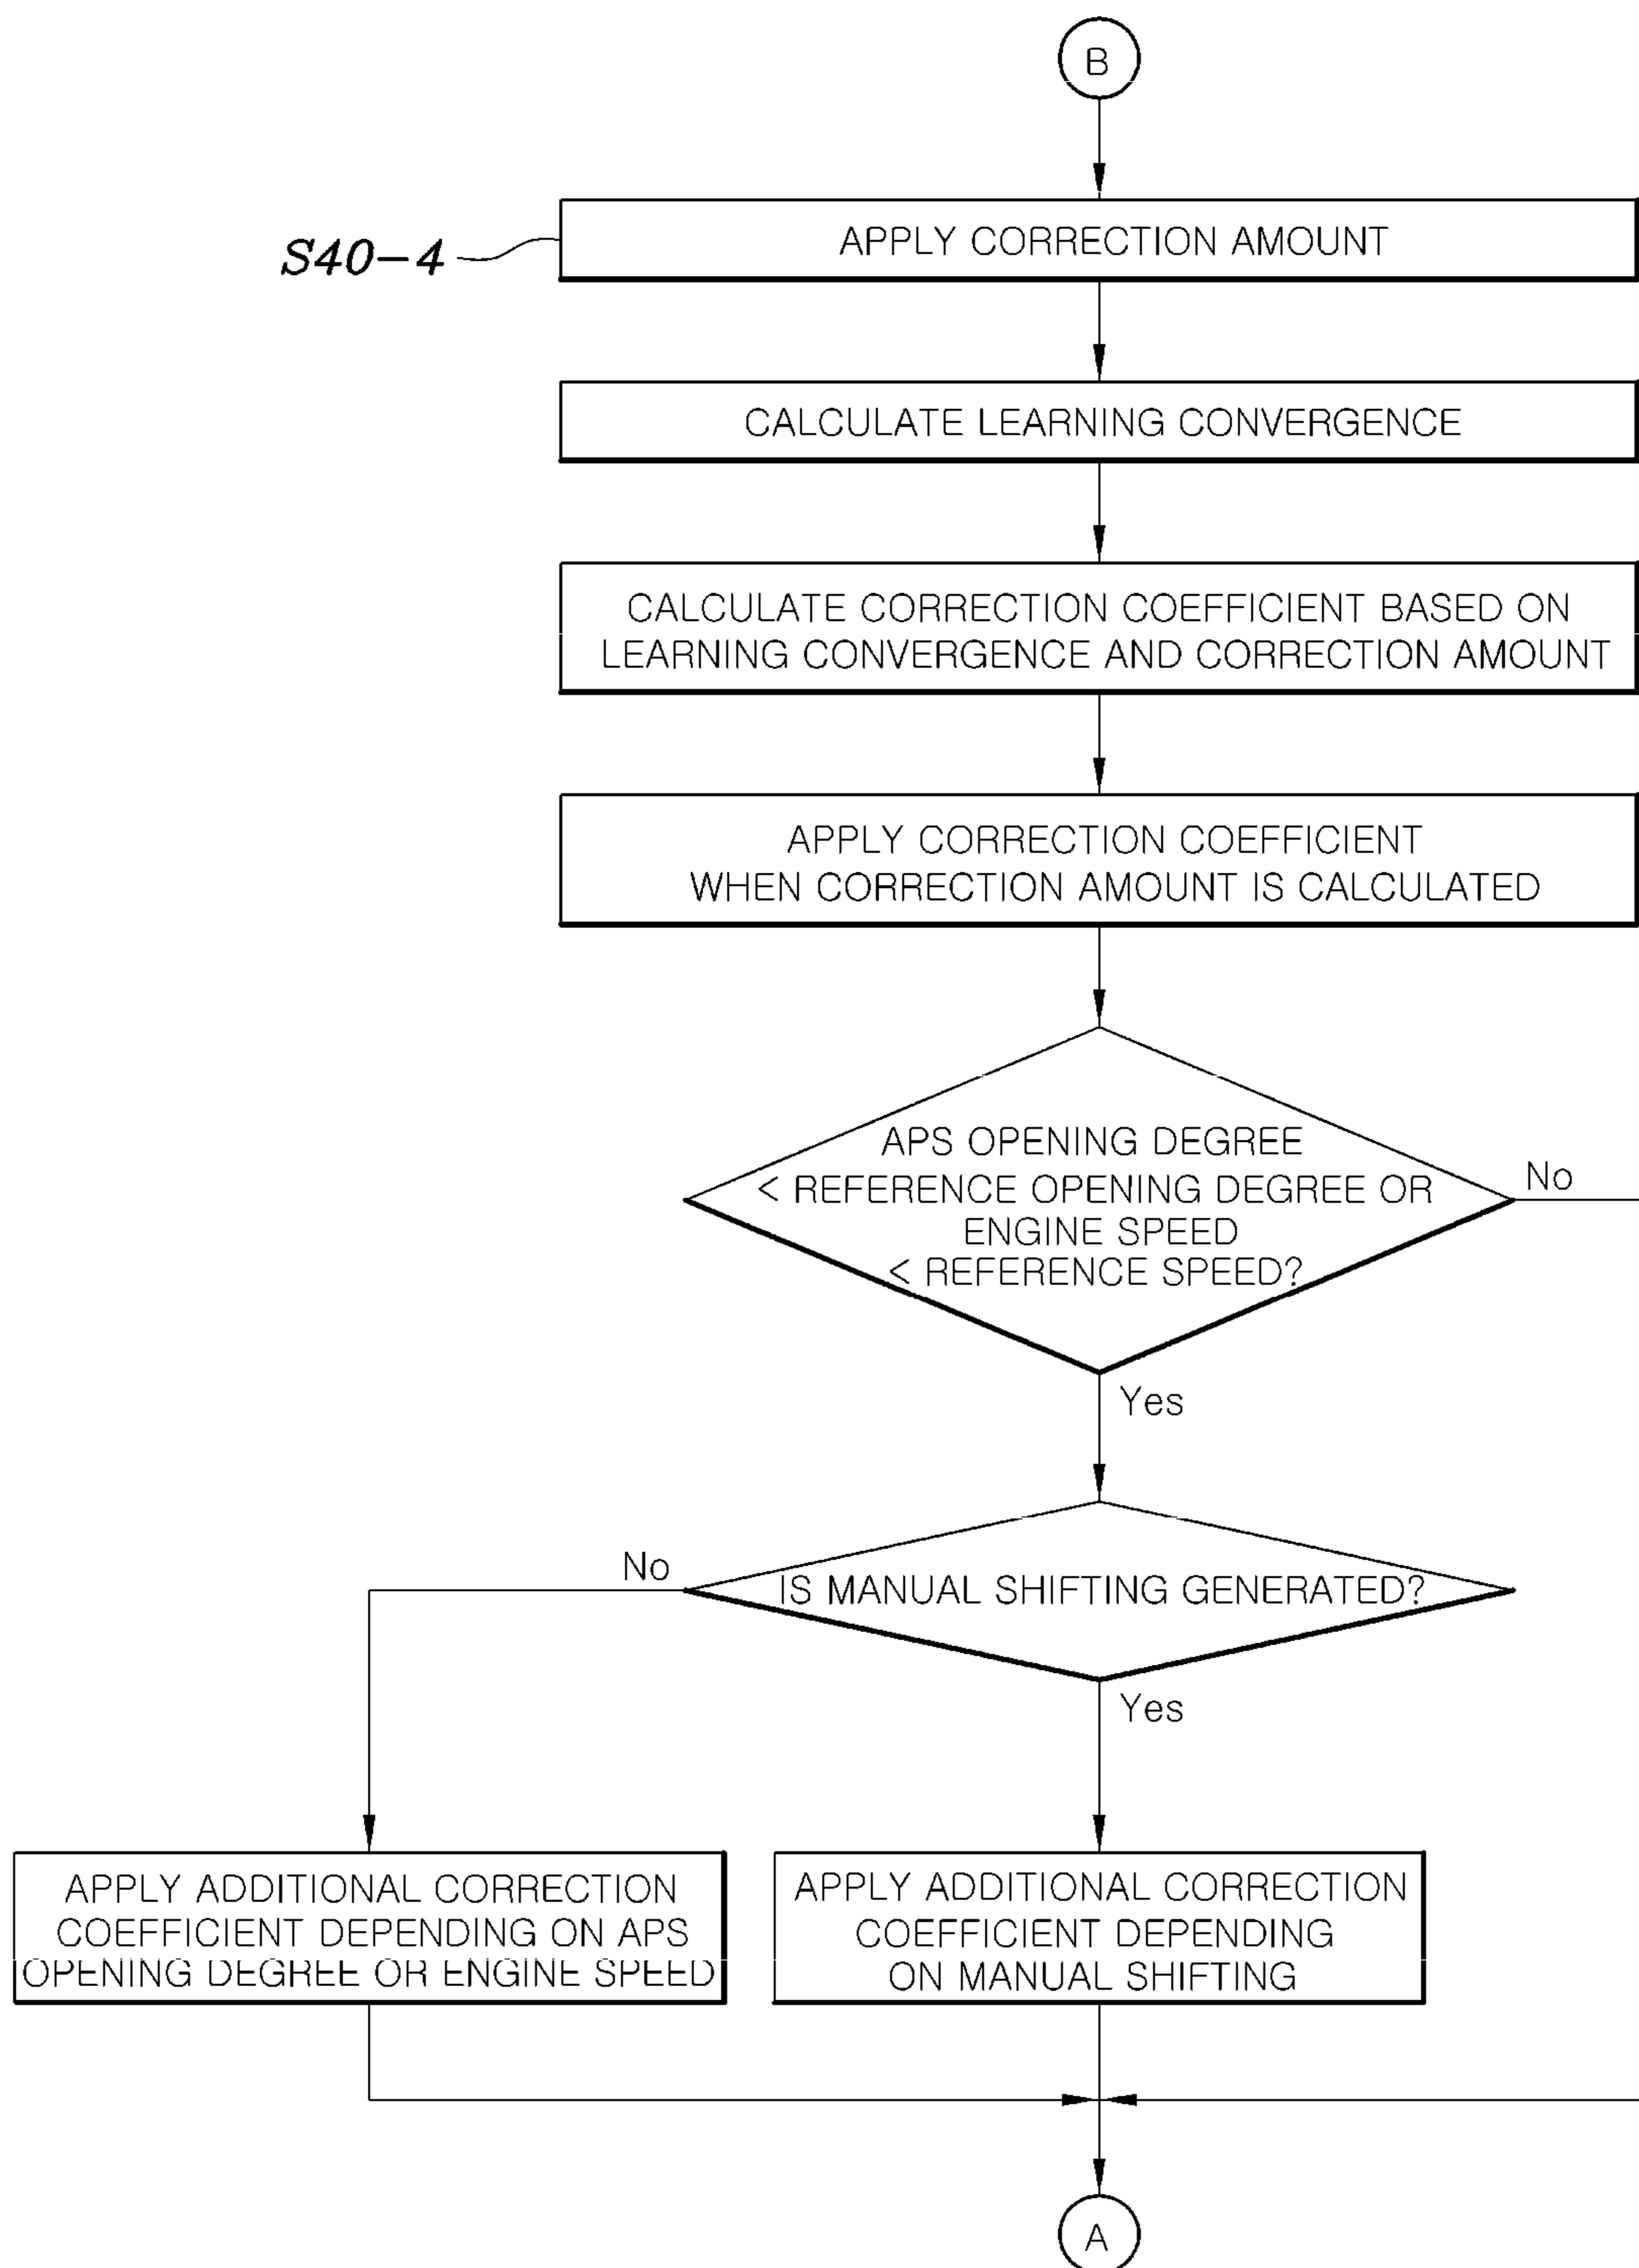 B
S40-4
APPLY CORRECTION AMOUNT
CALCULATE LEARNING CONVERGENCE
CALCULATE CORRECTION COEFFICIENT BASED ON
LEARNING CONVERGENCE AND CORRECTION AMOUNT
APPLY CORRECTION COEFFICIENT
WHEN CORRECTION AMOUNT IS CALCULATED
APS OPENING DEGREE
< REFERENCE OPENING DEGREE OR
ENGINE SPEED
< REFERENCE SPEED?
No
Yes
IS MANUAL SHIFTING GENERATED?
No
Yes
APPLY ADDITIONAL CORRECTION
COEFFICIENT DEPENDING ON APS
OPENING DEGREE OR ENGINE SPEED
APPLY ADDITIONAL CORRECTION
COEFFICIENT DEPENDING
ON MANUAL SHIFTING
A